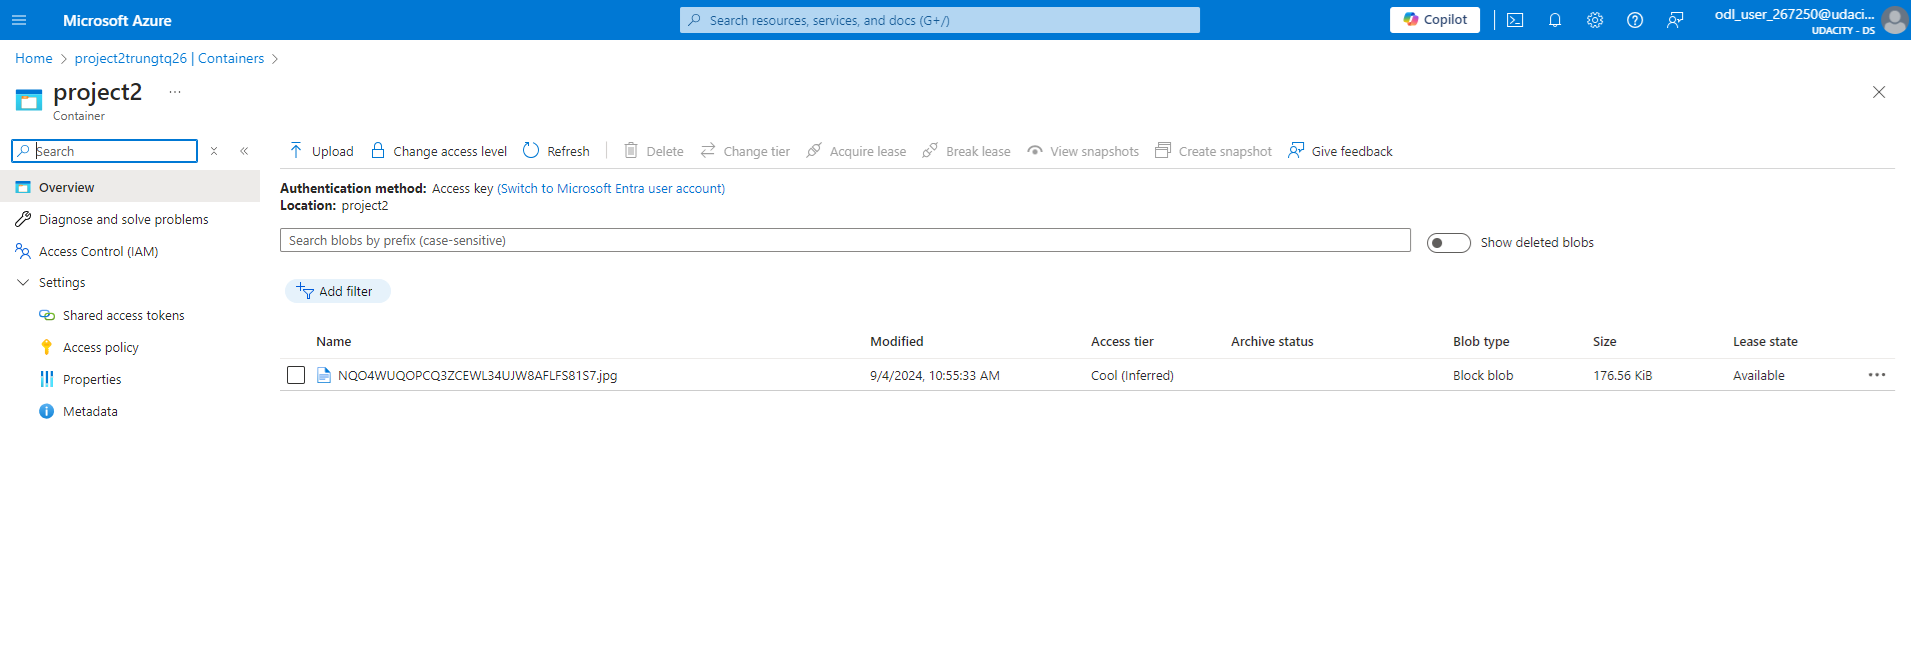 Microsoft Azure
Search resources, services, and docs (G+/)
Copilot
odl_user_267250@udaci...
UDACITY - DS
Home > project2trungtq26 | Containers >
project2 ...
Container
Search
Overview
Diagnose and solve problems
Access Control (IAM)
Settings
Shared access tokens
Access policy
Properties
Metadata
Upload Change access level Refresh Delete Change tier Acquire lease Break lease View snapshots Create snapshot Give feedback
Authentication method: Access key (Switch to Microsoft Entra user account)
Location: project2
Search blobs by prefix (case-sensitive)
Show deleted blobs
Add filter
Name Modified Access tier Archive status Blob type Size Lease state
NQO4WUQOPCQ3ZCEWL34UJW8AFLFS81S7.jpg 9/4/2024, 10:55:33 AM Cool (Inferred) Block blob 176.56 KiB Available ...